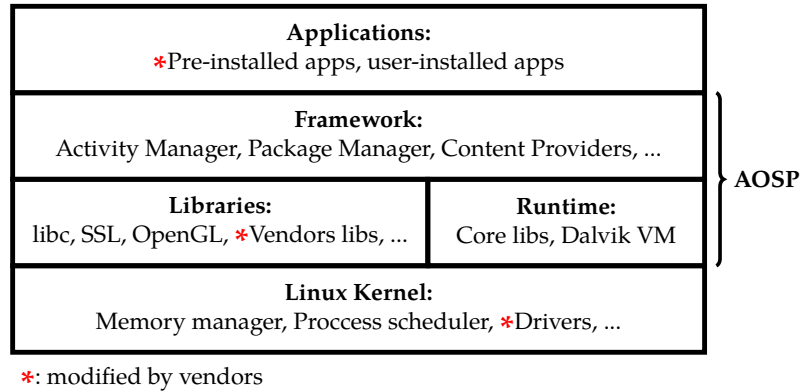 Applications:
*Pre-installed apps, user-installed apps
Framework:
Activity Manager, Package Manager, Content Providers, ...
AOSP
Libraries:
libc, SSL, OpenGL, *Vendors libs, ...
Runtime:
Core libs, Dalvik VM
Linux Kernel:
Memory manager, Proccess scheduler, *Drivers, ...
*: modified by vendors